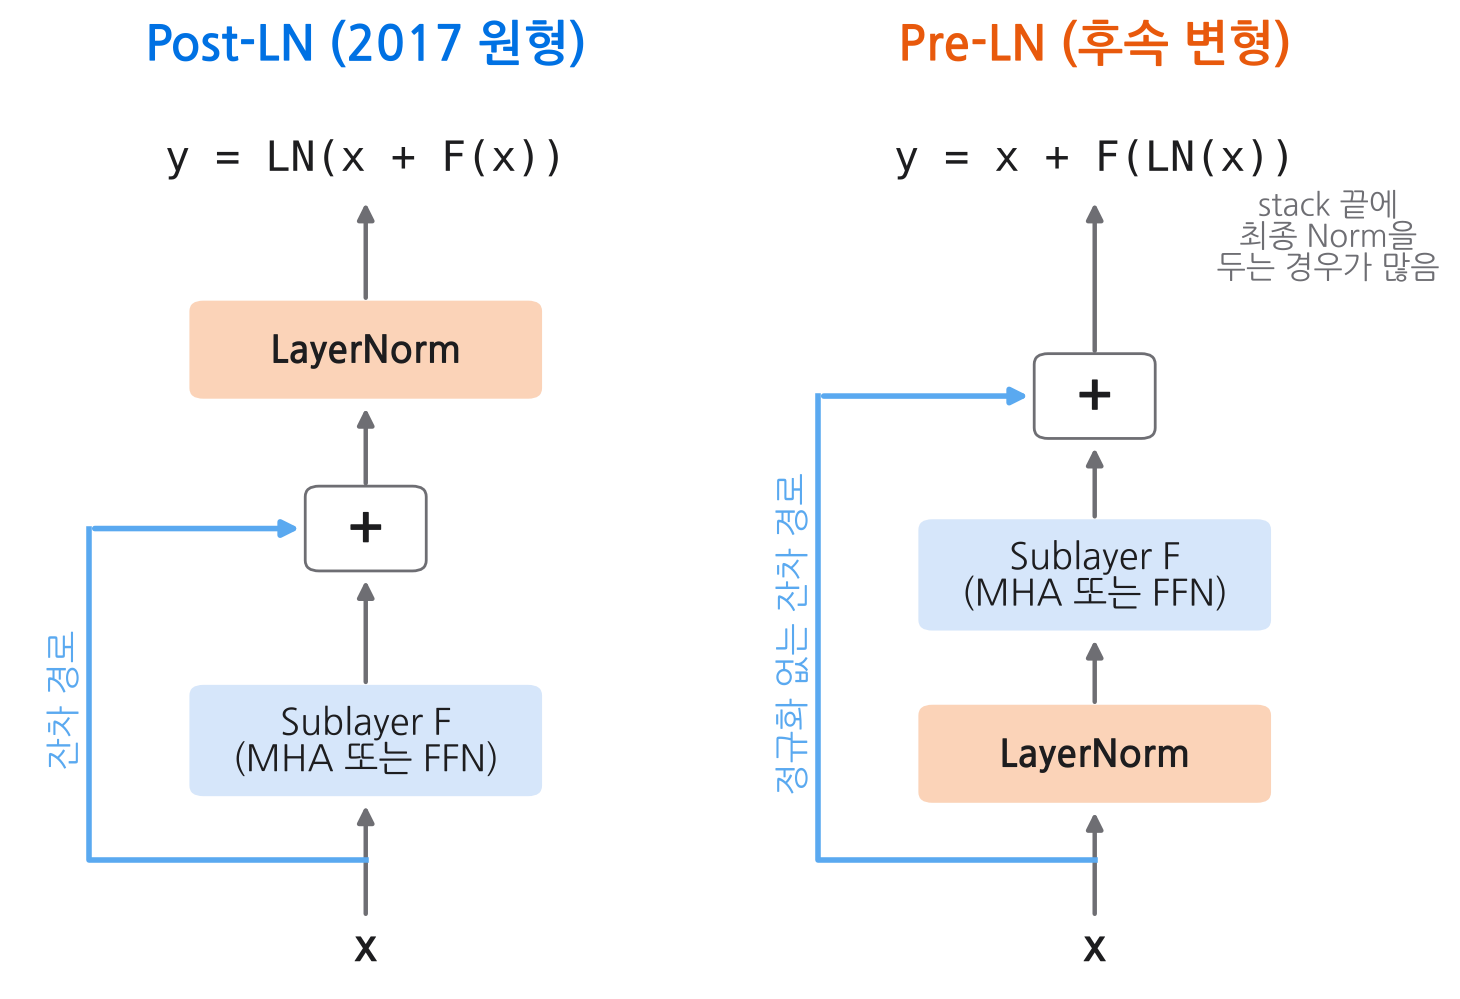 Post-LN (2017 원형)
y = LN(x + F(x))
LayerNorm
+
잔차 경로
Sublayer F
(MHA 또는 FFN)
x
Pre-LN (후속 변형)
y = x + F(LN(x))
stack 끝에
최종 Norm을
두는 경우가 많음
+
정규화 없는 잔차 경로
Sublayer F
(MHA 또는 FFN)
LayerNorm
x